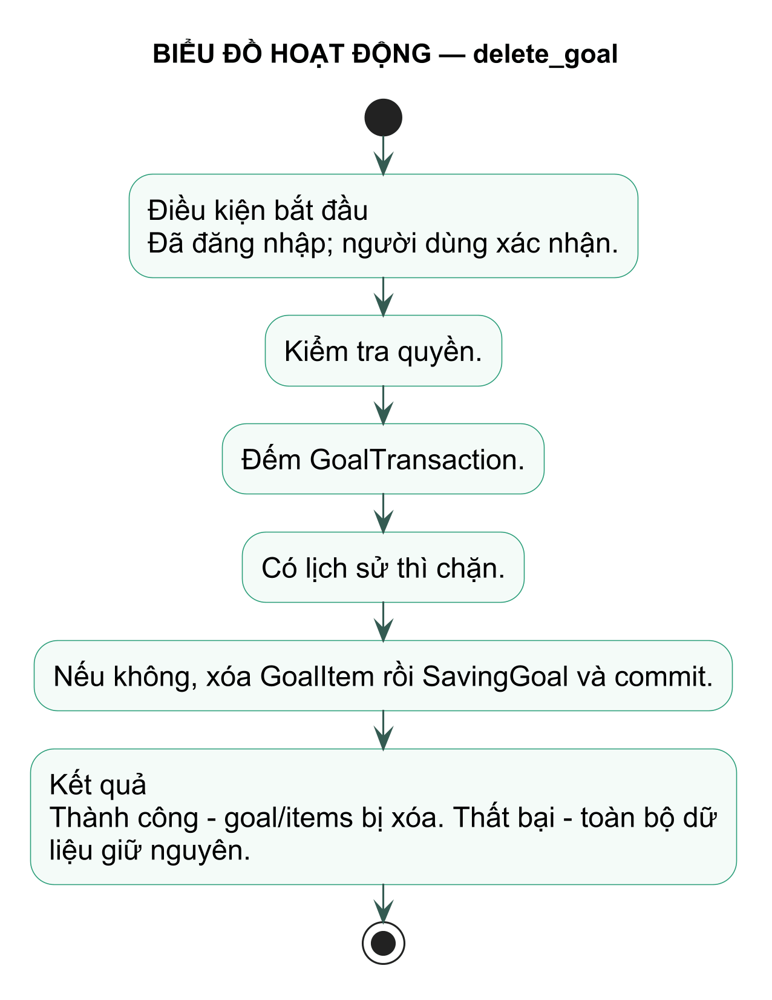 BIỂU ĐỒ HOẠT ĐỘNG — delete_goal
Điều kiện bắt đầu
Đã đăng nhập; người dùng xác nhận.
Kiểm tra quyền.
Đếm GoalTransaction.
Có lịch sử thì chặn.
Nếu không, xóa GoalItem rồi SavingGoal và commit.
Kết quả
Thành công - goal/items bị xóa. Thất bại - toàn bộ dữ
liệu giữ nguyên.